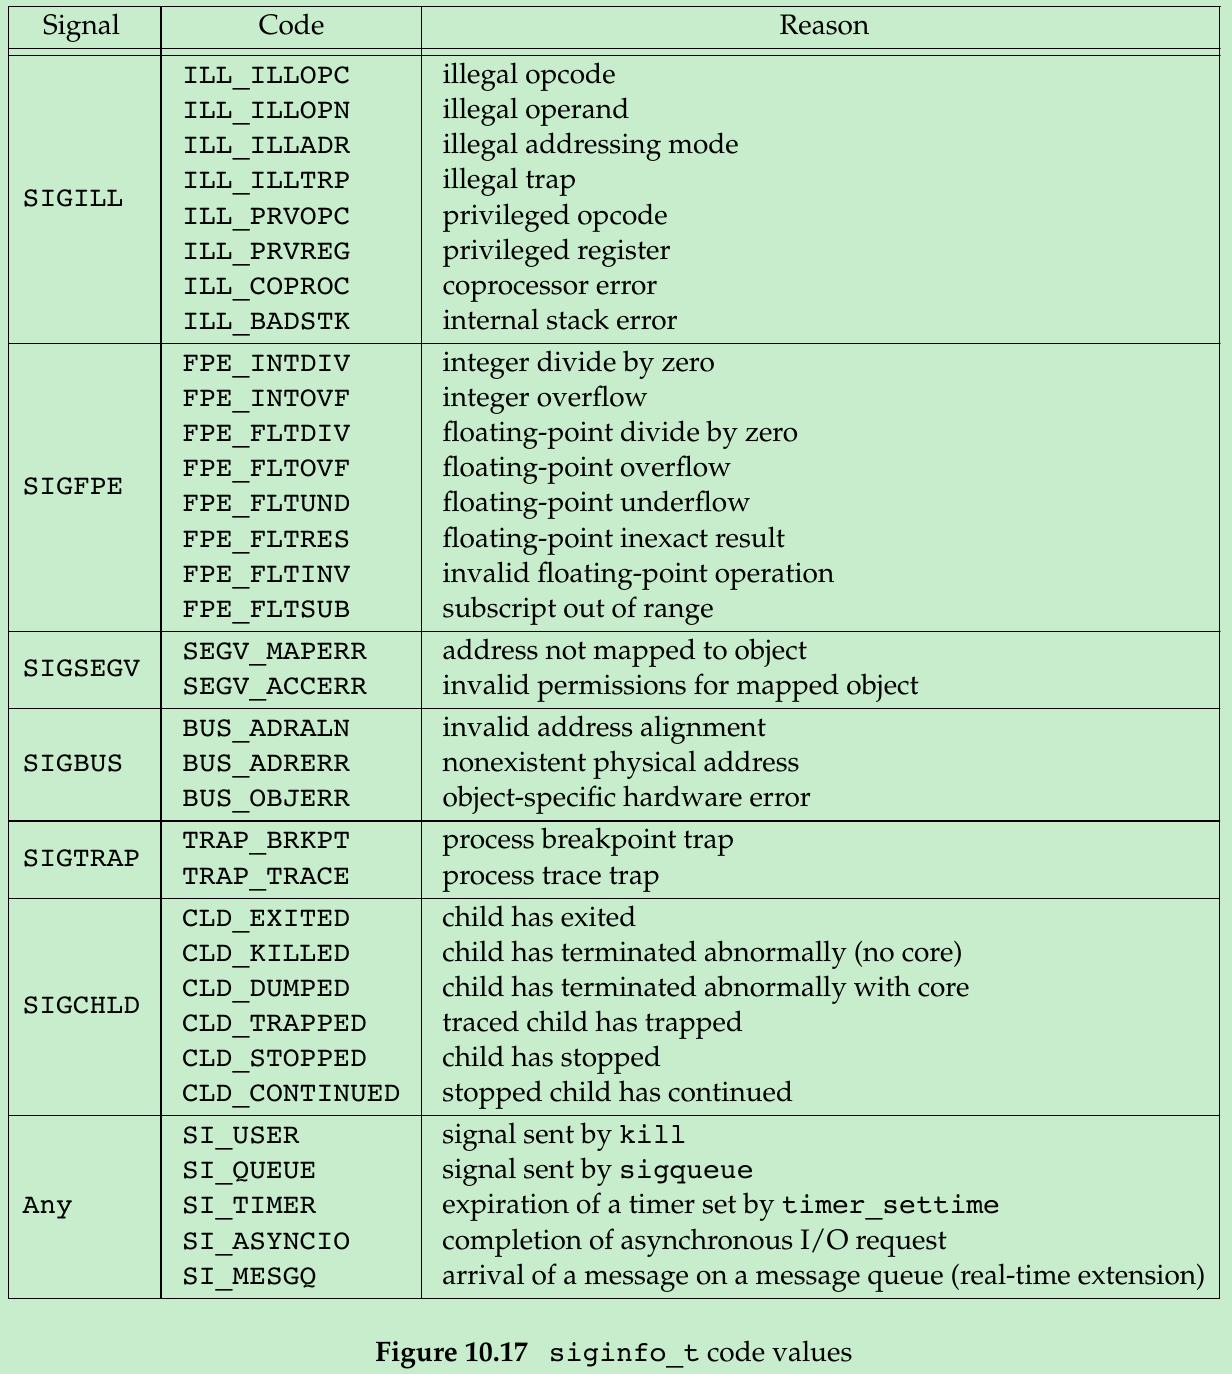 Signal Code Reason
SIGILL
ILL_ILLOPC illegal opcode
ILL_ILLOPN illegal operand
ILL_ILLADR illegal addressing mode
ILL_ILLTRP illegal trap
ILL_PRVOPC privileged opcode
ILL_PRVREG privileged register
ILL_COPROC coprocessor error
ILL_BADSTK internal stack error
SIGFPE
FPE_INTDIV integer divide by zero
FPE_INTOVF integer overflow
FPE_FLTDIV floating-point divide by zero
FPE_FLTOVF floating-point overflow
FPE_FLTUND floating-point underflow
FPE_FLTRES floating-point inexact result
FPE_FLTINV invalid floating-point operation
FPE_FLTSUB subscript out of range
SIGSEGV
SEGV_MAPERR address not mapped to object
SEGV_ACCERR invalid permissions for mapped object
SIGBUS
BUS_ADRALN invalid address alignment
BUS_ADRERR nonexistent physical address
BUS_OBJERR object-specific hardware error
SIGTRAP
TRAP_BRKPT process breakpoint trap
TRAP_TRACE process trace trap
SIGCHLD
CLD_EXITED child has exited
CLD_KILLED child has terminated abnormally (no core)
CLD_DUMPED child has terminated abnormally with core
CLD_TRAPPED traced child has trapped
CLD_STOPPED child has stopped
CLD_CONTINUED stopped child has continued
Any
SI_USER signal sent by kill
SI_QUEUE signal sent by sigqueue
SI_TIMER expiration of a timer set by timer_settime
SI_ASYNCIO completion of asynchronous I/O request
SI_MESGQ arrival of a message on a message queue (real-time extension)
Figure 10.17 siginfo_t code values